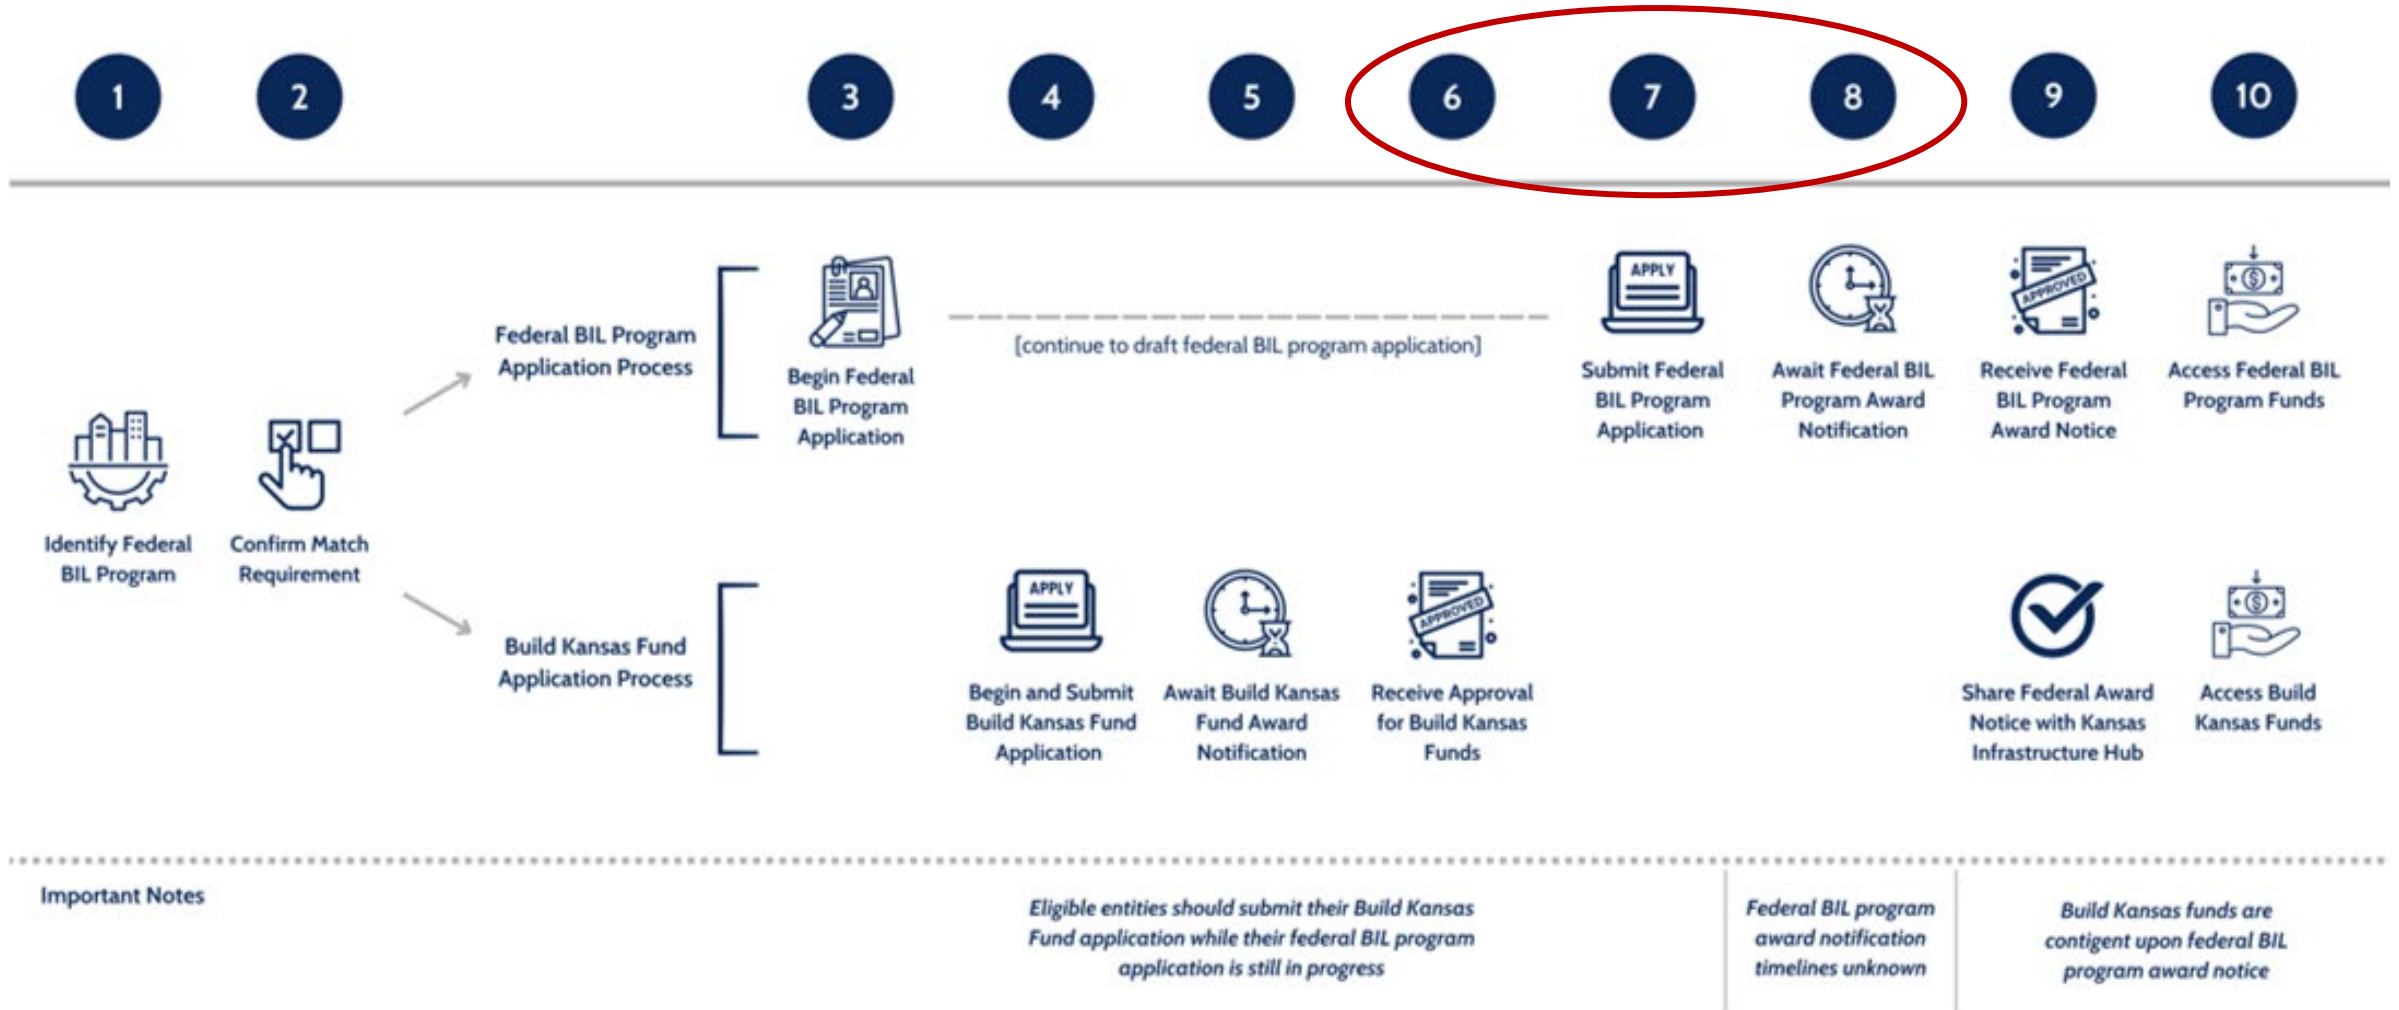 1
2
3
4
5
6
7
8
9
10
Federal BIL Program
Application Process
Begin Federal
BIL Program
Application
[continue to draft federal BIL program application]
APPLY
Submit Federal
BIL Program
Application
Await Federal BIL
Program Award
Notification
APPROVED
Receive Federal
BIL Program
Award Notice
Access Federal BIL
Program Funds
Identify Federal
BIL Program
Confirm Match
Requirement
Build Kansas Fund
Application Process
APPLY
Begin and Submit
Build Kansas Fund
Application
Await Build Kansas
Fund Award
Notification
APPROVED
Receive Approval
for Build Kansas
Funds
Share Federal Award
Notice with Kansas
Infrastructure Hub
Access Build
Kansas Funds
Important Notes
Eligible entities should submit their Build Kansas
Fund application while their federal BIL program
application is still in progress
Federal BIL program
award notification
timelines unknown
Build Kansas funds are
contigent upon federal BIL
program award notice